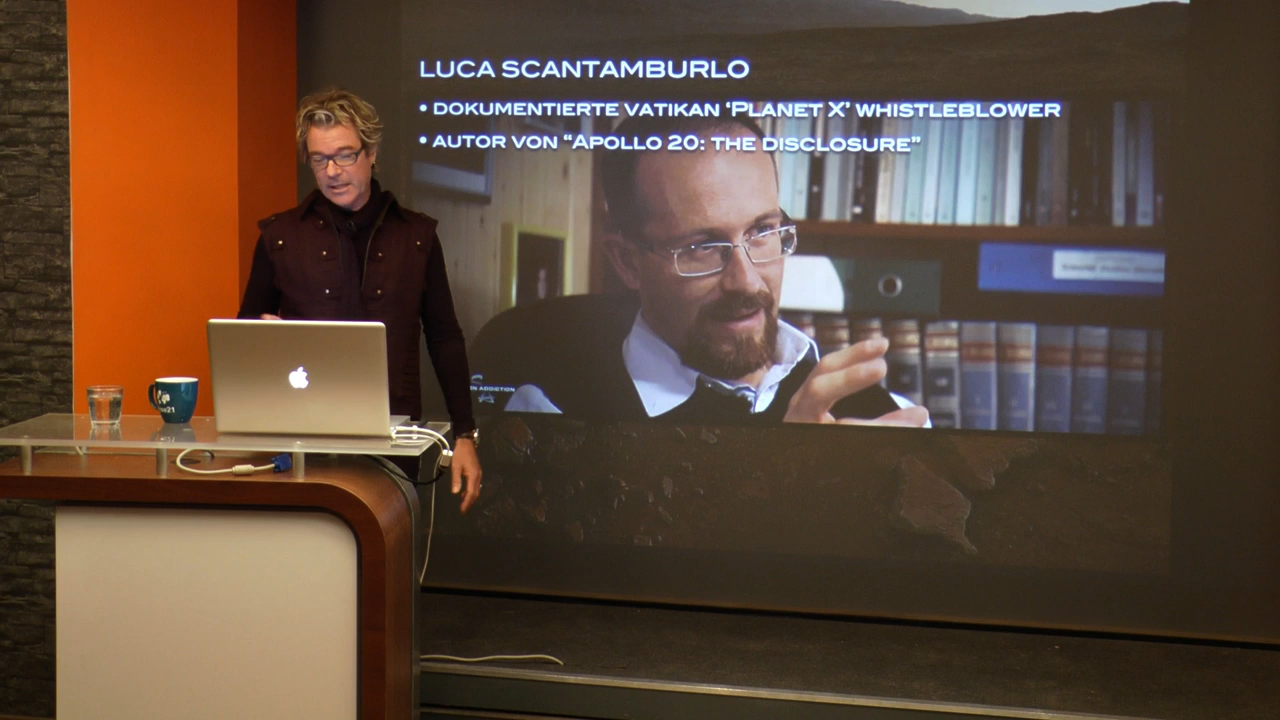 LUCA SCANTAMBURLO
• DOKUMENTIERTE VATIKAN ‘PLANET X’ WHISTLEBLOWER
• AUTOR VON “APOLLO 20: THE DISCLOSURE”